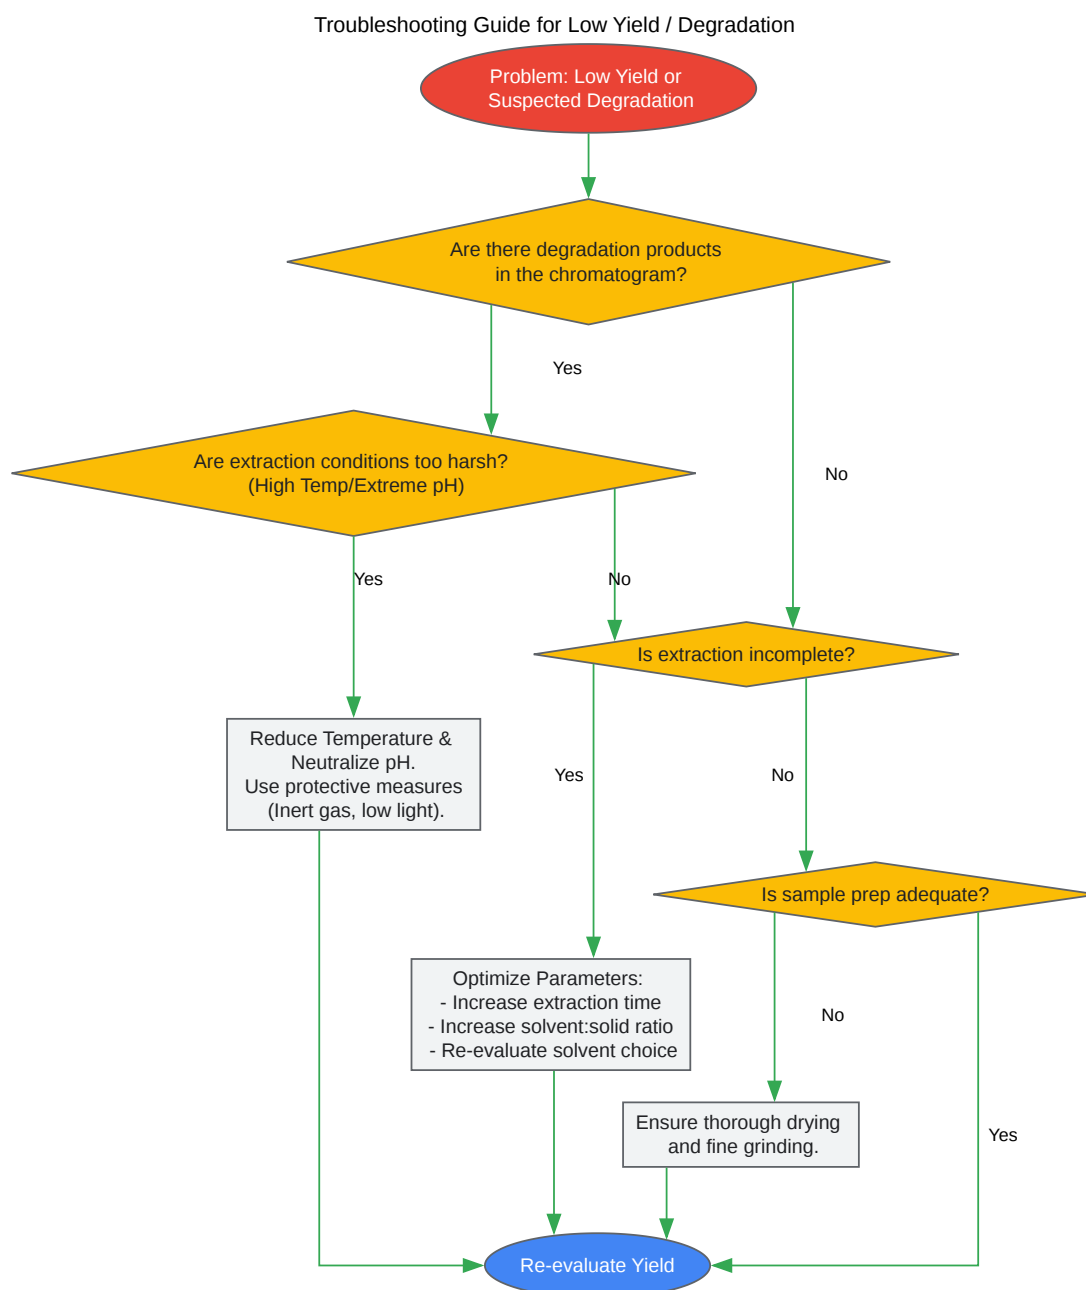 Troubleshooting Guide for Low Yield / Degradation
Problem: Low Yield or
Suspected Degradation
Are there degradation products
in the chromatogram?
Yes
No
Are extraction conditions too harsh?
(High Temp/Extreme pH)
Yes
No
Is extraction incomplete?
Reduce Temperature &
Neutralize pH.
Use protective measures
(Inert gas, low light).
Yes
No
Is sample prep adequate?
Optimize Parameters:
- Increase extraction time
- Increase solvent:solid ratio
- Re-evaluate solvent choice
No
Yes
Ensure thorough drying
and fine grinding.
Re-evaluate Yield